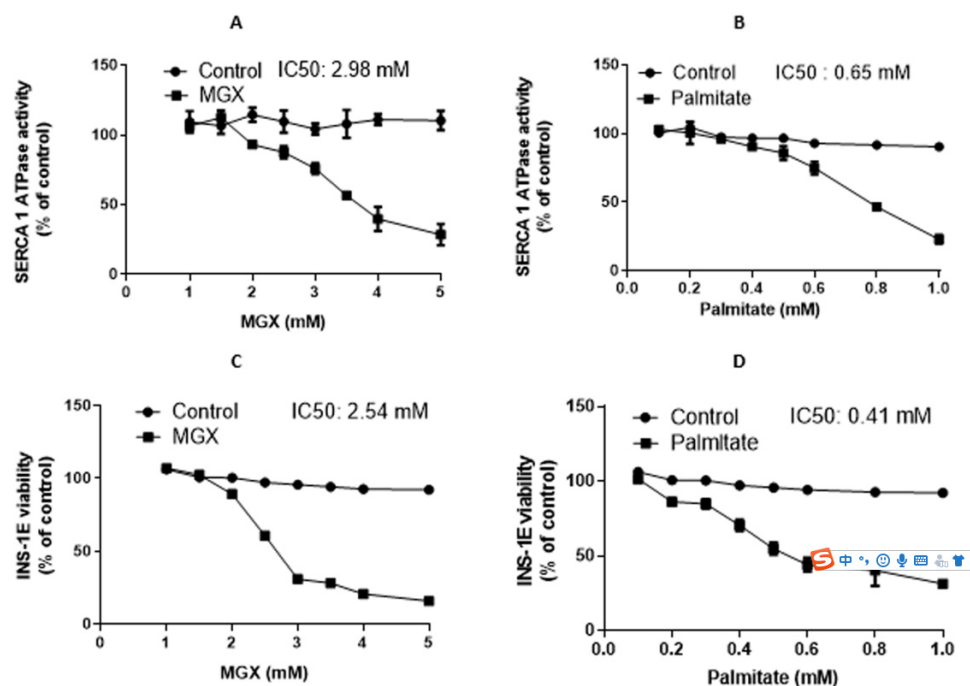 A
SERCA 1 ATPase activity
(% of control)
150
100
50
0
Control
MGX
IC50: 2.98 mM
0 1 2 3 4 5
MGX (mM)
B
SERCA 1 ATPase activity
(% of control)
150
100
50
0
Control
Palmitate
IC50 : 0.65 mM
0.0 0.2 0.4 0.6 0.8 1.0
Palmitate (mM)
C
INS-1E viability
(% of control)
150
100
50
0
Control
MGX
IC50: 2.54 mM
0 1 2 3 4 5
MGX (mM)
D
INS-1E viability
(% of control)
150
100
50
0
Control
Palmitate
IC50: 0.41 mM
S中
0.0 0.2 0.4 0.6 0.8 1.0
Palmitate (mM)